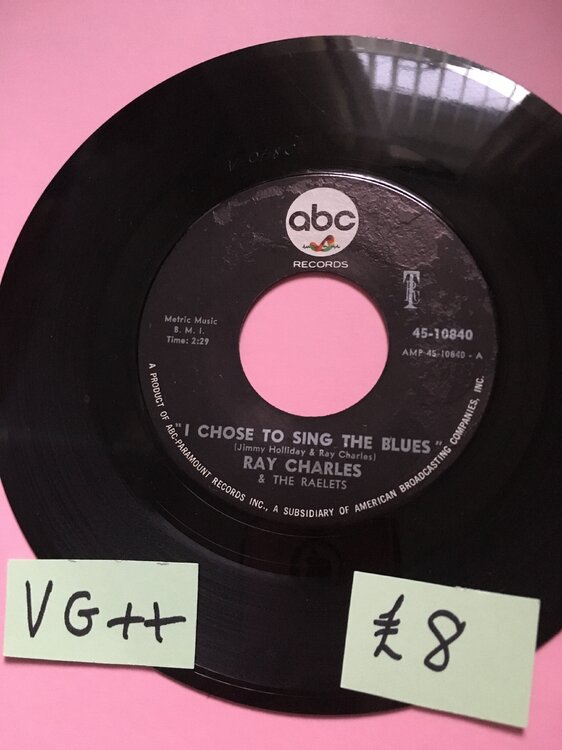 abc
RECORDS
Metric Music
B. M. I.
Time: 2:29
45-10840
AMP 45-10840 - A
"I CHOSE TO SING THE BLUES"
(Jimmy Holliday & Ray Charles)
RAY CHARLES
& THE RAELETS
A PRODUCT OF ABC-PARAMOUNT RECORDS INC., A SUBSIDIARY OF AMERICAN BROADCASTING COMPANIES, INC.
VG++
£8